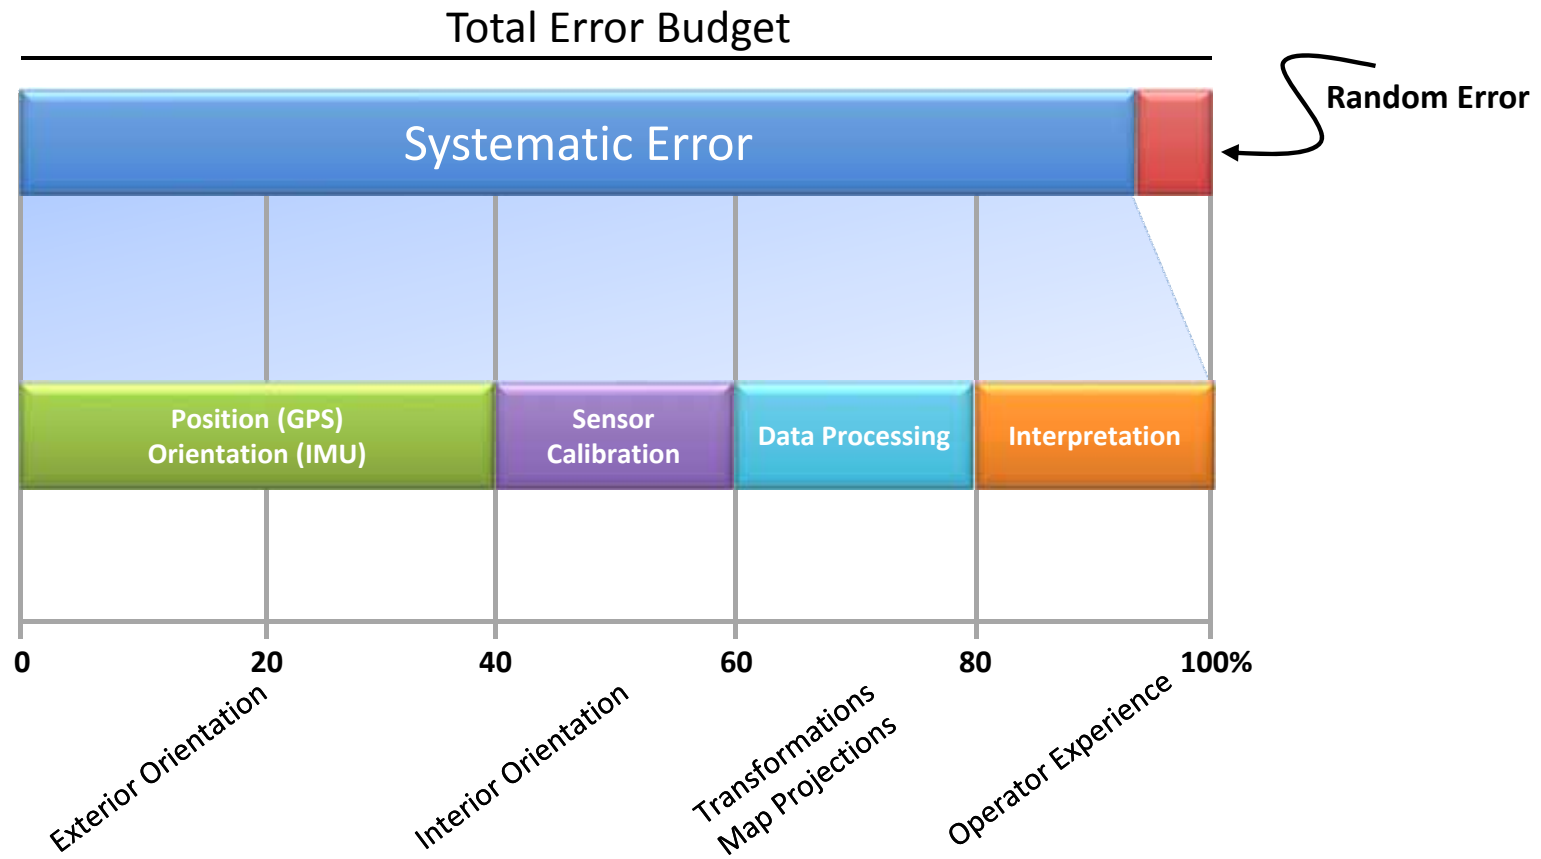 Total Error Budget
Random Error
Systematic Error
Position (GPS)
Orientation (IMU)
Sensor
Calibration
Data Processing
Interpretation
0
20
40
60
80
100%
Exterior Orientation
Interior Orientation
Transformations
Map Projections
Operator Experience